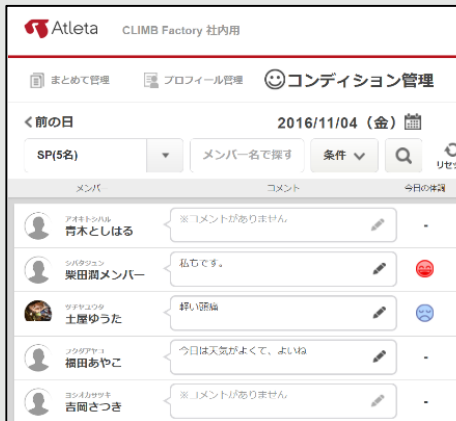 Atleta CLIMB Factory 社内用
まとめて管理 プロフィール管理 コンディション管理
<前の日 2016/11/04（金）
SP(5名) メンバー名で探す 条件 リセッ
メンバー コメント 今日の体調
アオキトシハル
青木としはる ※コメントがありません -
シバタジュン
柴田潤メンバー 私もです。
ツチヤユウタ
土屋ゆうた 軽い頭痛
フクダアヤコ
福田あやこ 今日は天気がよくて、よいね -
ヨシオカサツキ
吉岡さつき ※コメントがありません -